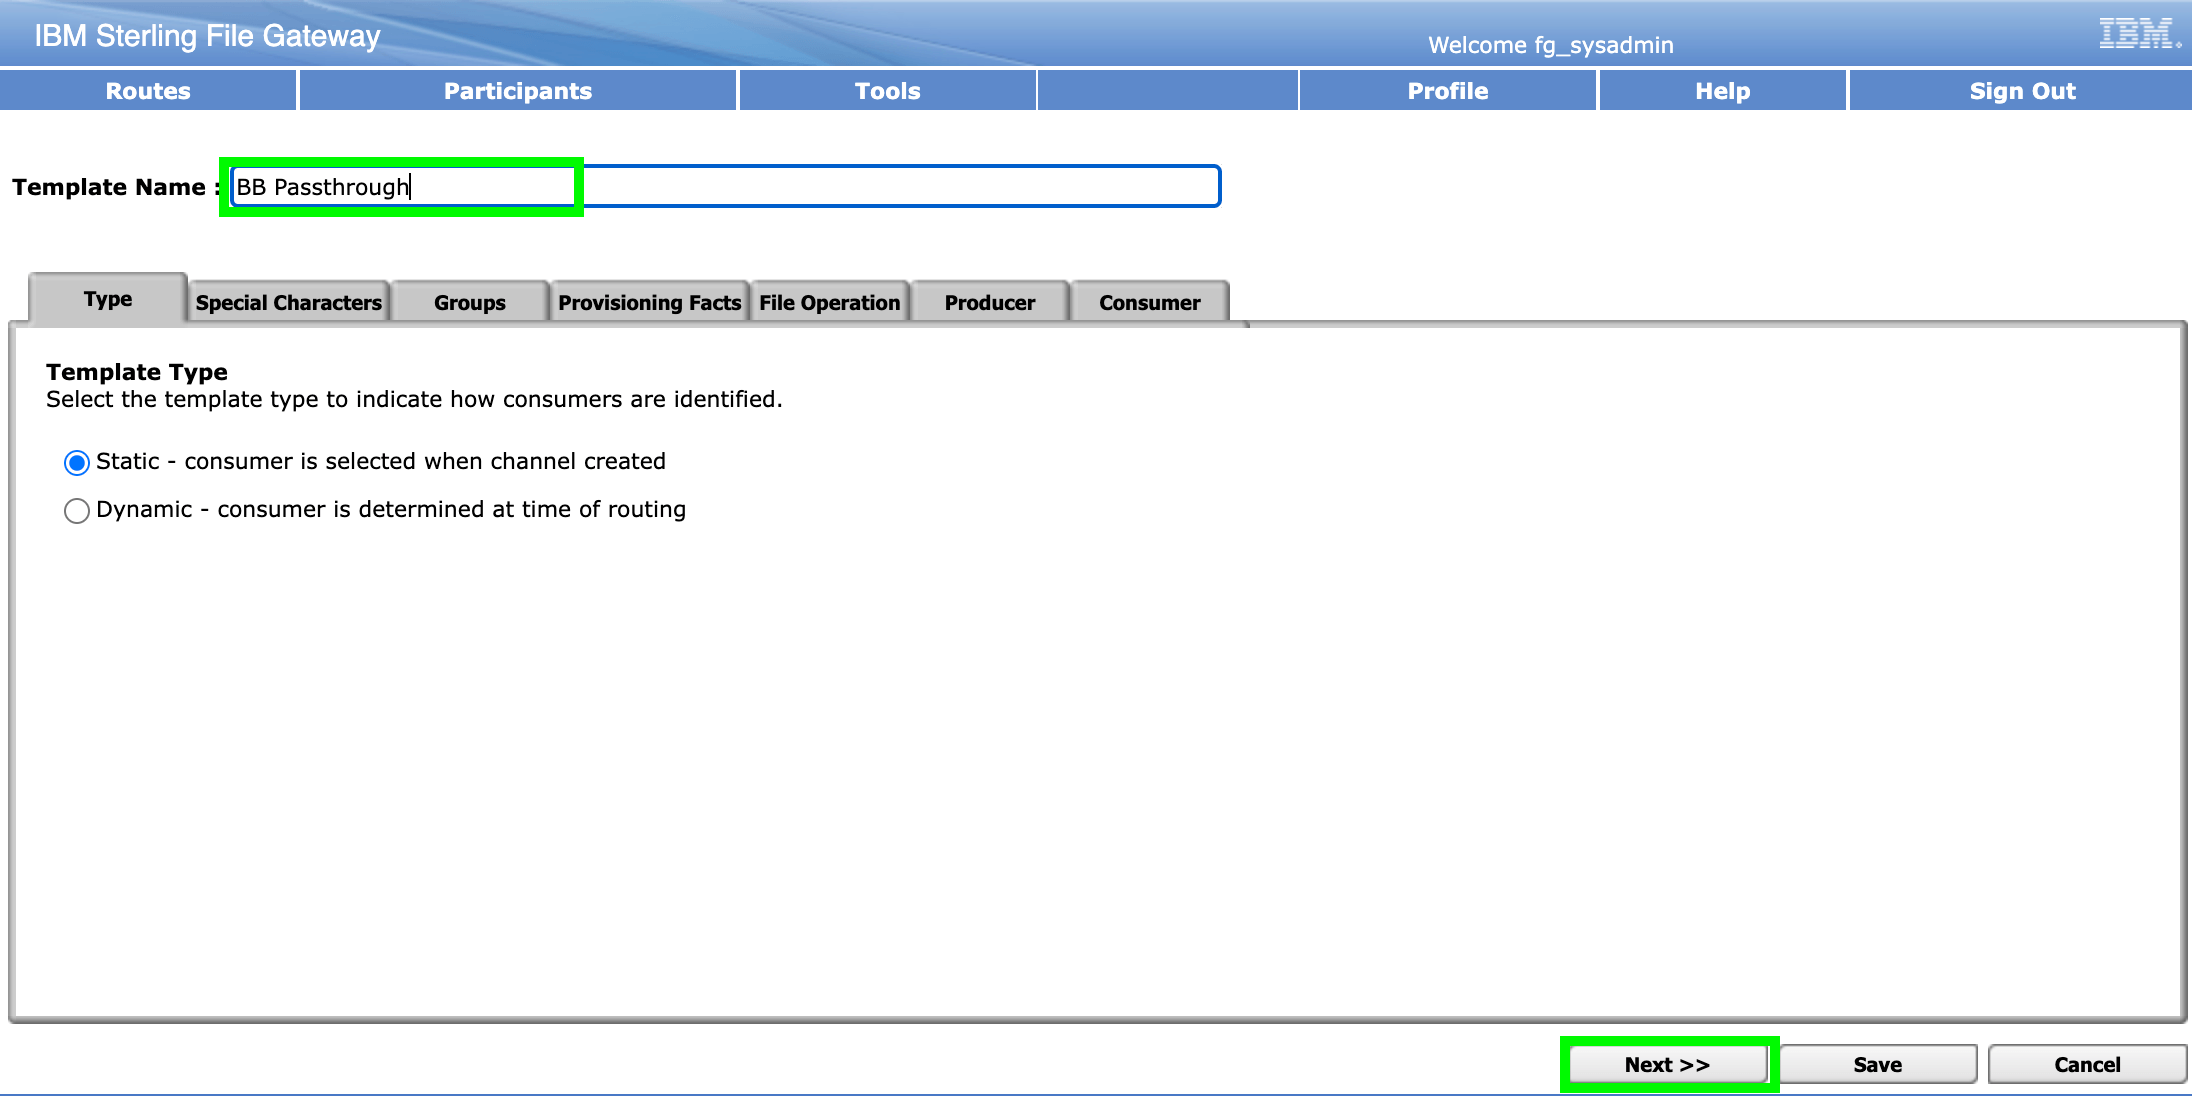 IBM Sterling File Gateway
Welcome fg_sysadmin
IBM.
Routes Participants Tools Profile Help Sign Out
Template Name : BB Passthrough
Type Special Characters Groups Provisioning Facts File Operation Producer Consumer
Template Type
Select the template type to indicate how consumers are identified.
Static - consumer is selected when channel created
Dynamic - consumer is determined at time of routing
Next >> Save Cancel